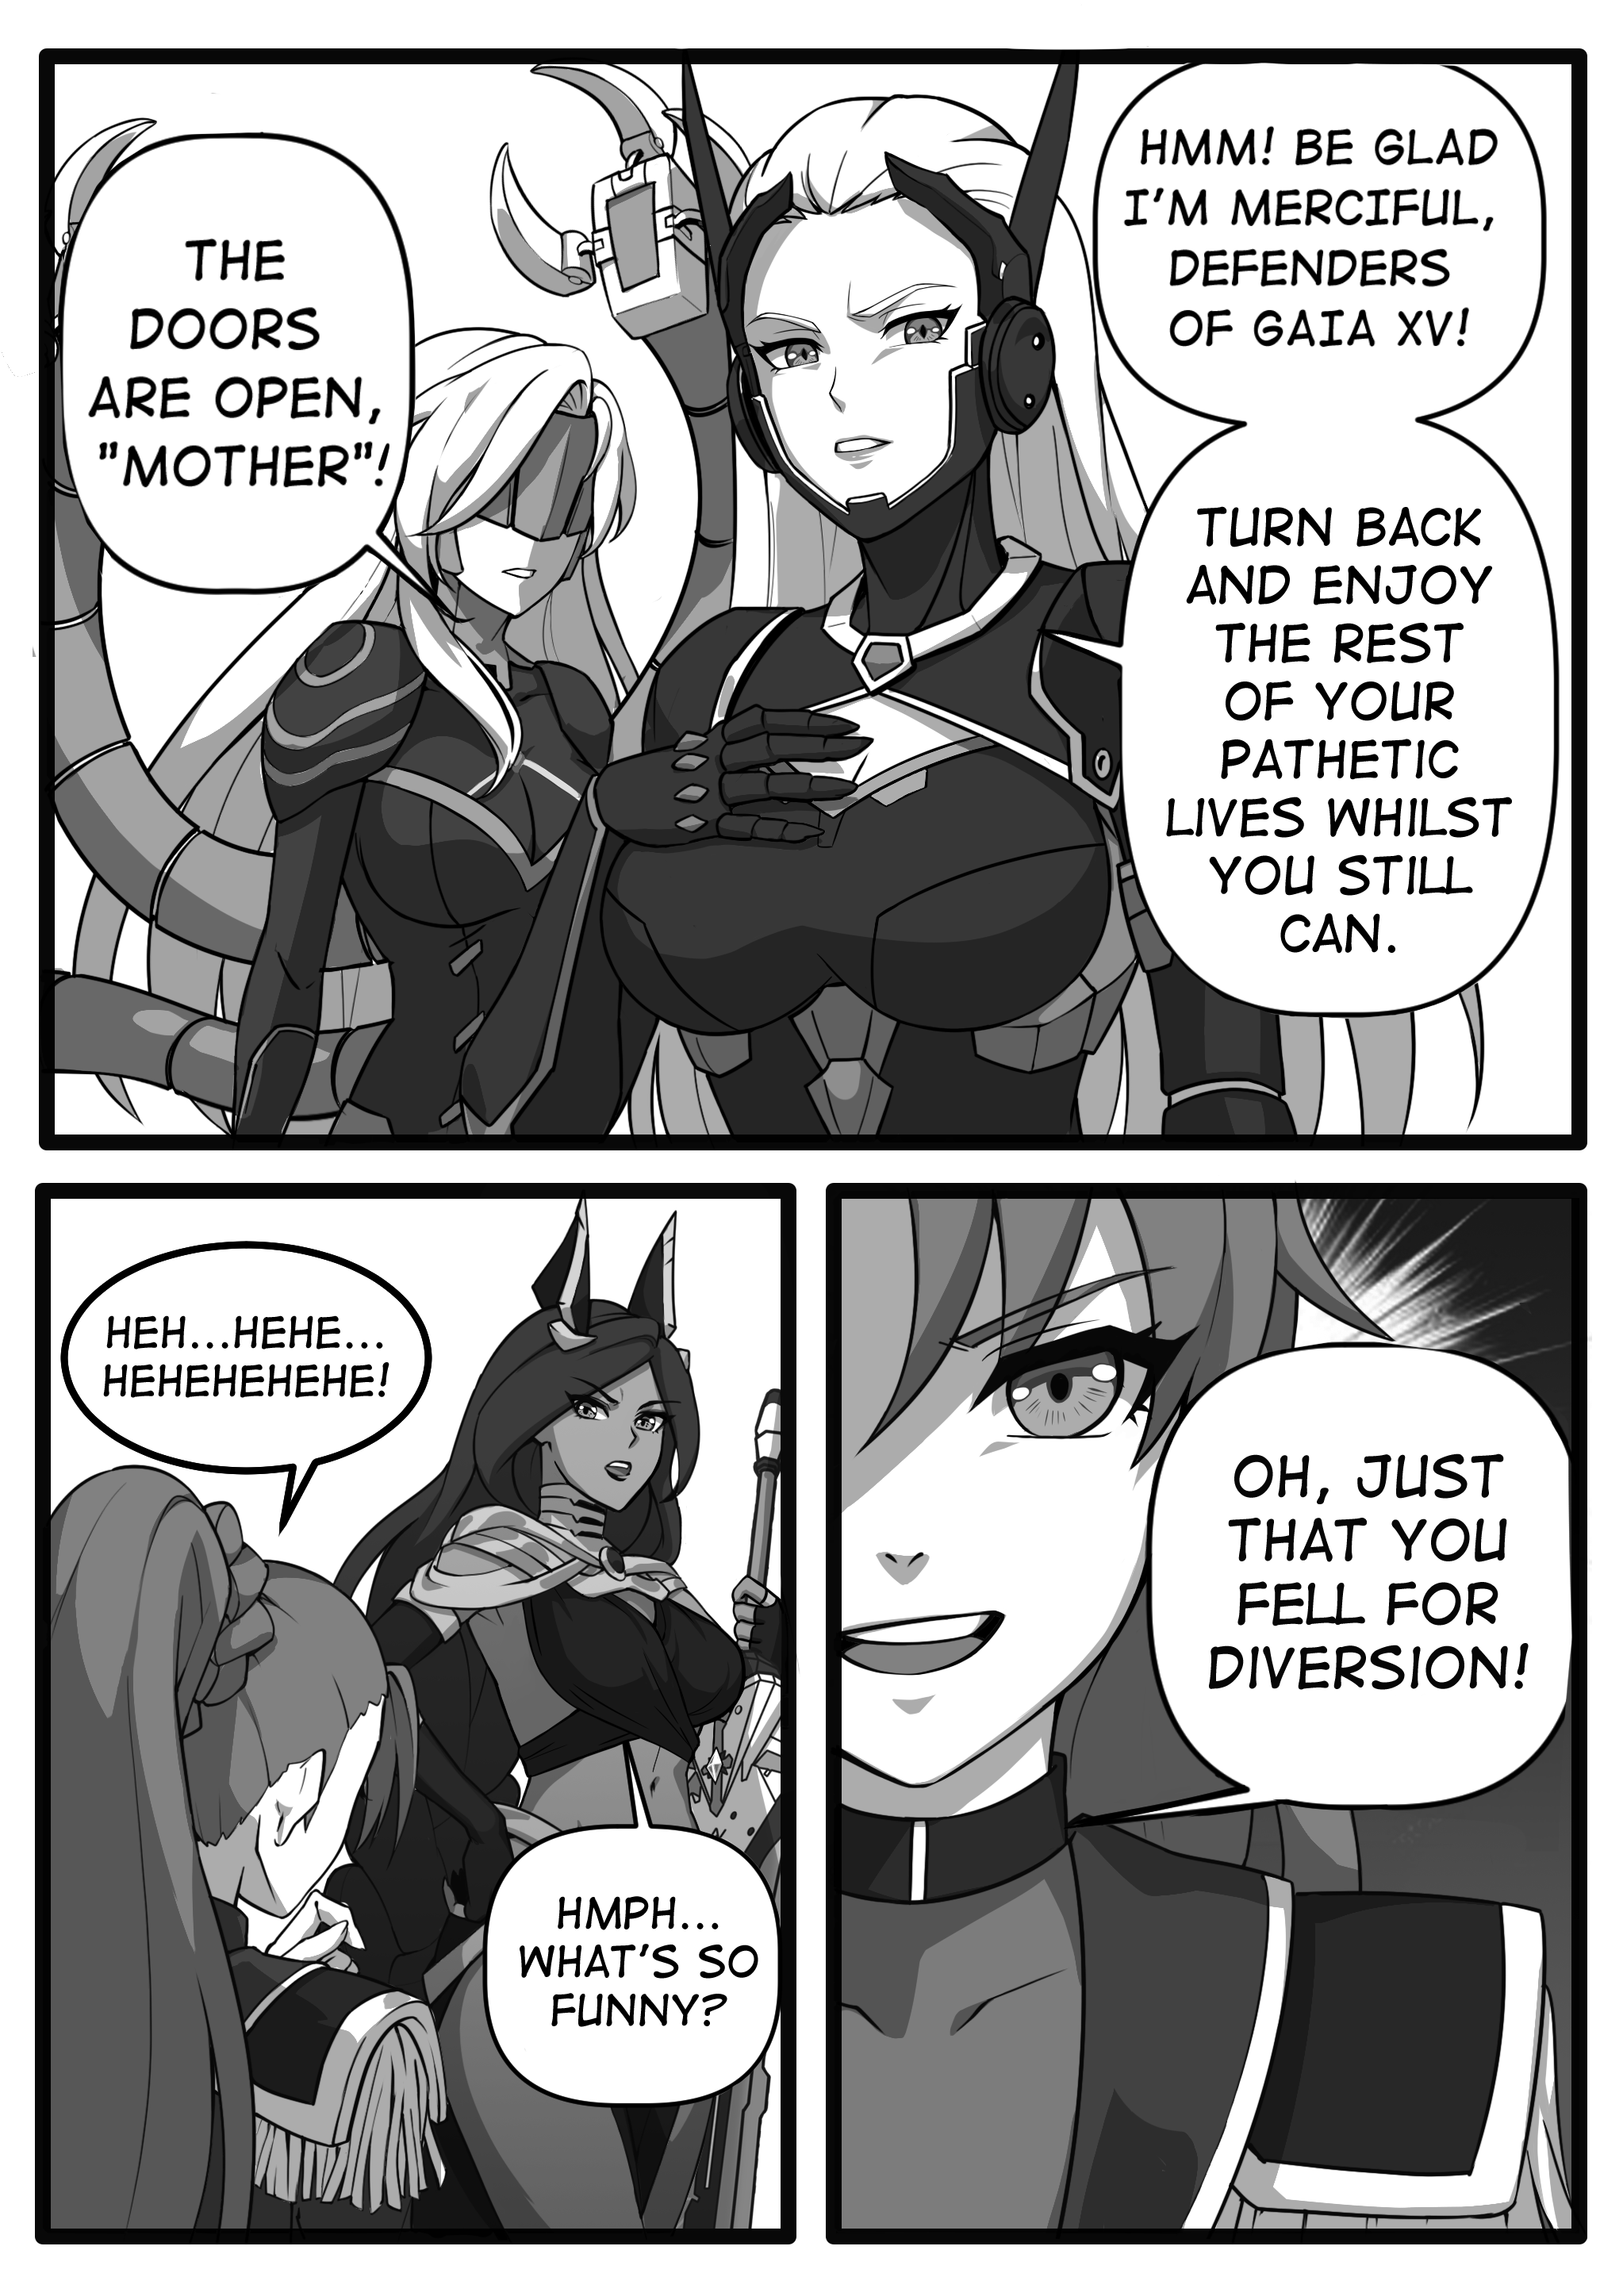 THE
DOORS
ARE OPEN,
"MOTHER"!
HMM! BE GLAD
I'M MERCIFUL,
DEFENDERS
OF GAIA XV!
TURN BACK
AND ENJOY
THE REST
OF YOUR
PATHETIC
LIVES WHILST
YOU STILL
CAN.
HEH...HEHE...
HEHEHEHEHE!
HMPH...
WHAT'S SO
FUNNY?
OH, JUST
THAT YOU
FELL FOR
DIVERSION!